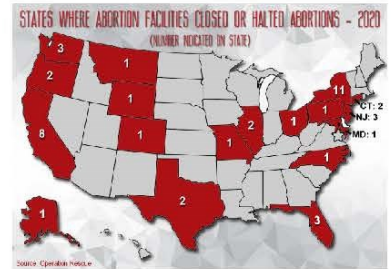 STATES WHERE ABORTION FACILITIES CLOSED OR HALTED ABORTIONS - 2020
(NUMBER INDICATED ON STATE)
3
1
2
11
1
CT: 2
2
1
1
NJ: 3
8
1
1
MD: 1
1
2
1
3
Source: Operation Rescue